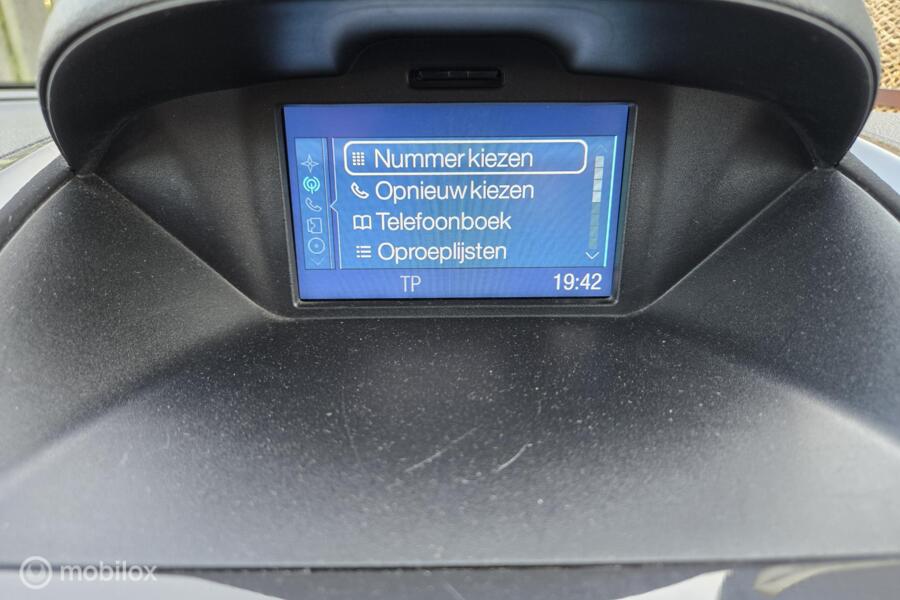 Nummer kiezen
Opnieuw kiezen
Telefoonboek
Oproeplijsten
TP 19:42
mobilox